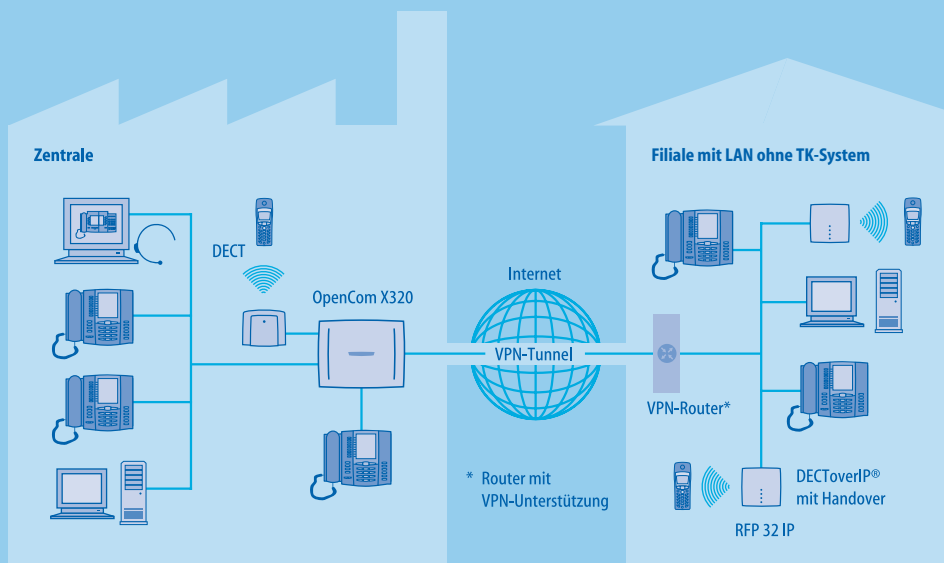 Zentrale
Filiale mit LAN ohne TK-System
DECT
OpenCom X320
Internet
VPN-Tunnel
VPN-Router*
* Router mit
VPN-Unterstützung
DECToverIP®
mit Handover
RFP 32 IP